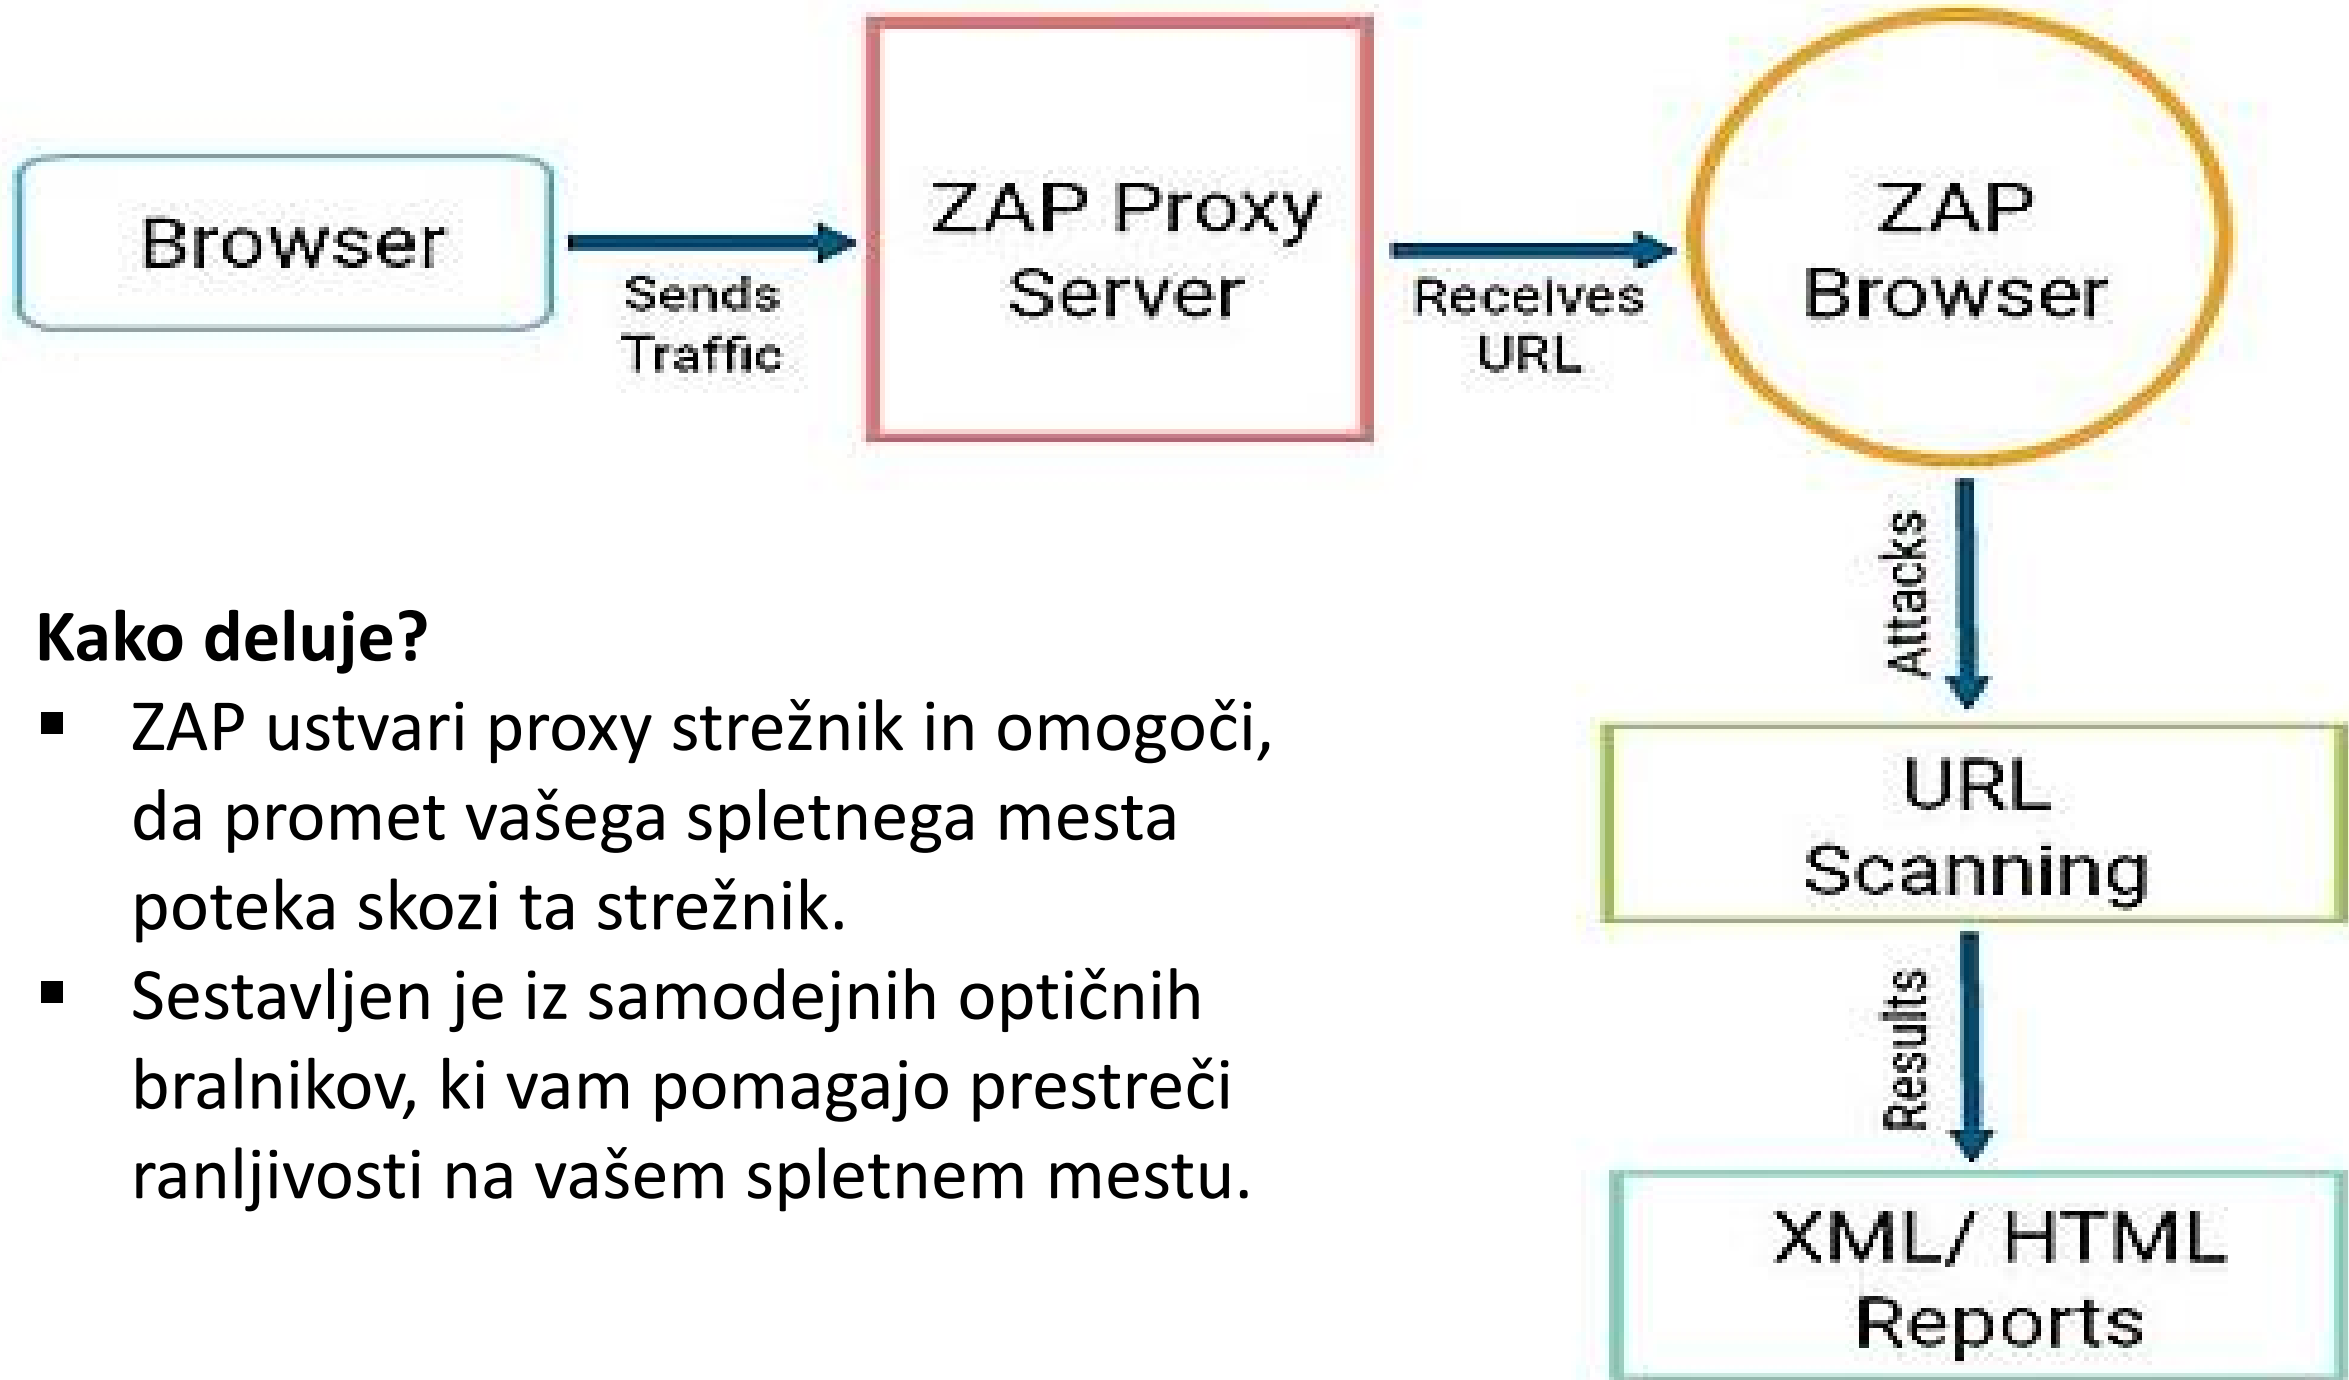 Browser
Sends
Traffic
ZAP Proxy
Server
Receives
URL
ZAP
Browser
Attacks
URL
Scanning
Results
XML/ HTML
Reports
Kako deluje?
▪ ZAP ustvari proxy strežnik in omogoči,
da promet vašega spletnega mesta
poteka skozi ta strežnik.
▪ Sestavljen je iz samodejnih optičnih
bralnikov, ki vam pomagajo prestreči
ranljivosti na vašem spletnem mestu.